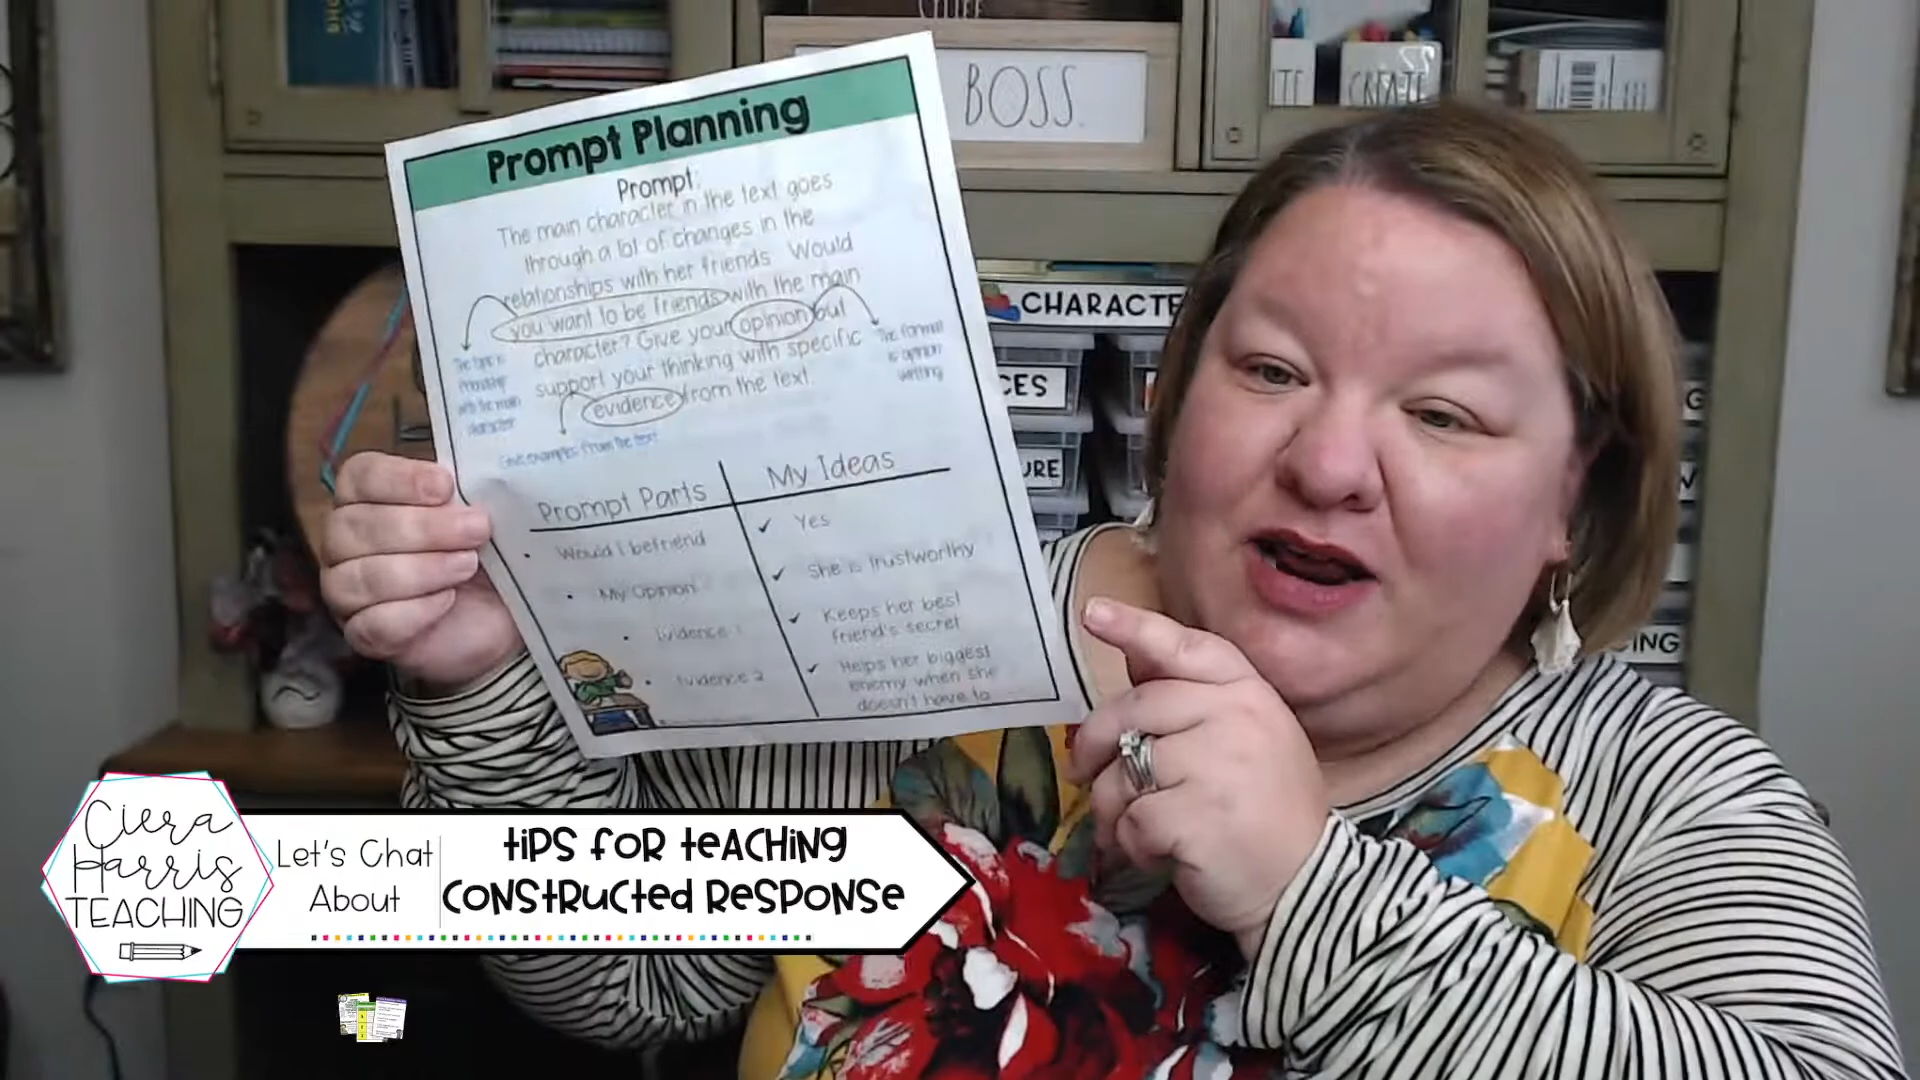 CHIEF
BOSS.
CREATE
Prompt Planning
Prompt:
The main character in the text goes
through a lot of changes in the
relationships with her friends. Would
you want to be friends with the main
character? Give your opinion but
support your thinking with specific
evidence from the text.
The topic is
friendship
with the main
character
The format
is opinion
writing
Give examples from the text
Prompt Parts
My Ideas
• Would I befriend
✓ Yes
• My Opinion
✓ She is trustworthy
• Evidence 1
✓ Keeps her best
friend's secret
• Evidence 2
✓ Helps her biggest
enemy when she
doesn't have to
CHARACTE
CES
URE
ING
Ciera
Harris
TEACHING
Let's Chat
About
TIPS FOR TEACHING
CONSTRUCTED RESPONSE